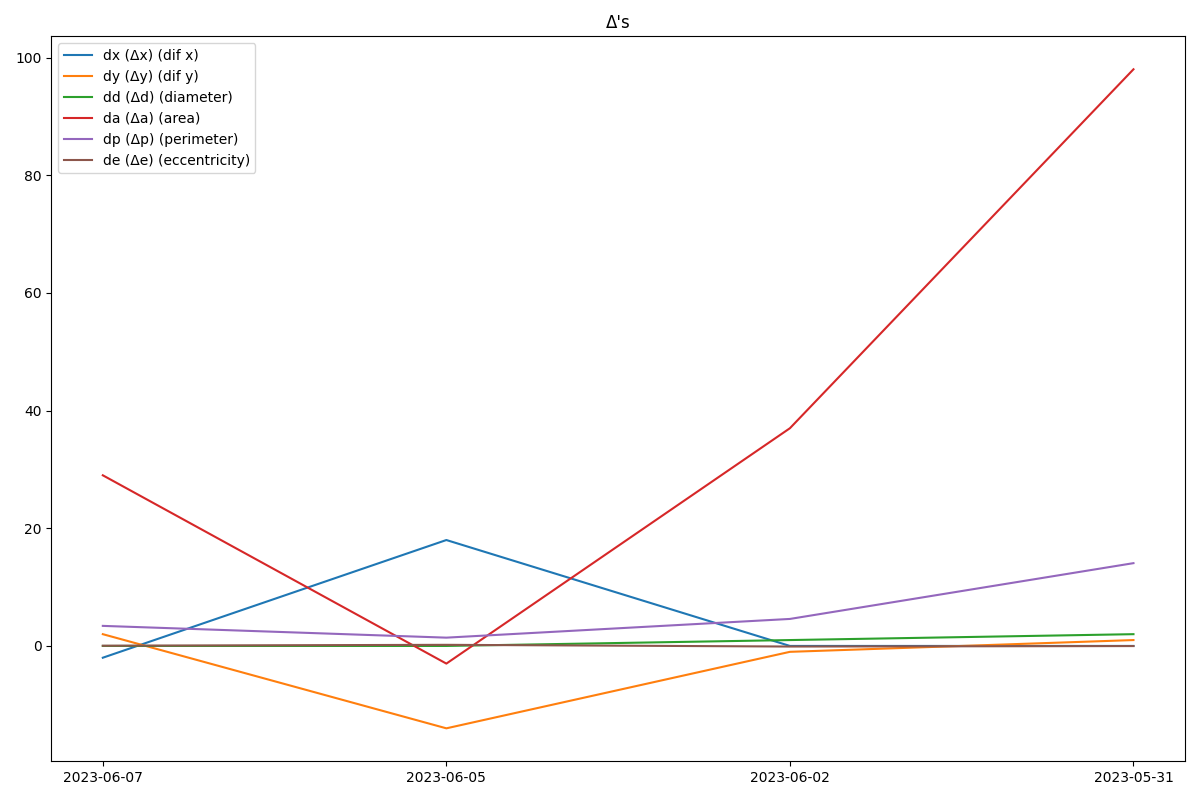 Δ's
dx (Δx) (dif x)
dy (Δy) (dif y)
dd (Δd) (diameter)
da (Δa) (area)
dp (Δp) (perimeter)
de (Δe) (eccentricity)
100
80
60
40
20
0
2023-06-07 2023-06-05 2023-06-02 2023-05-31